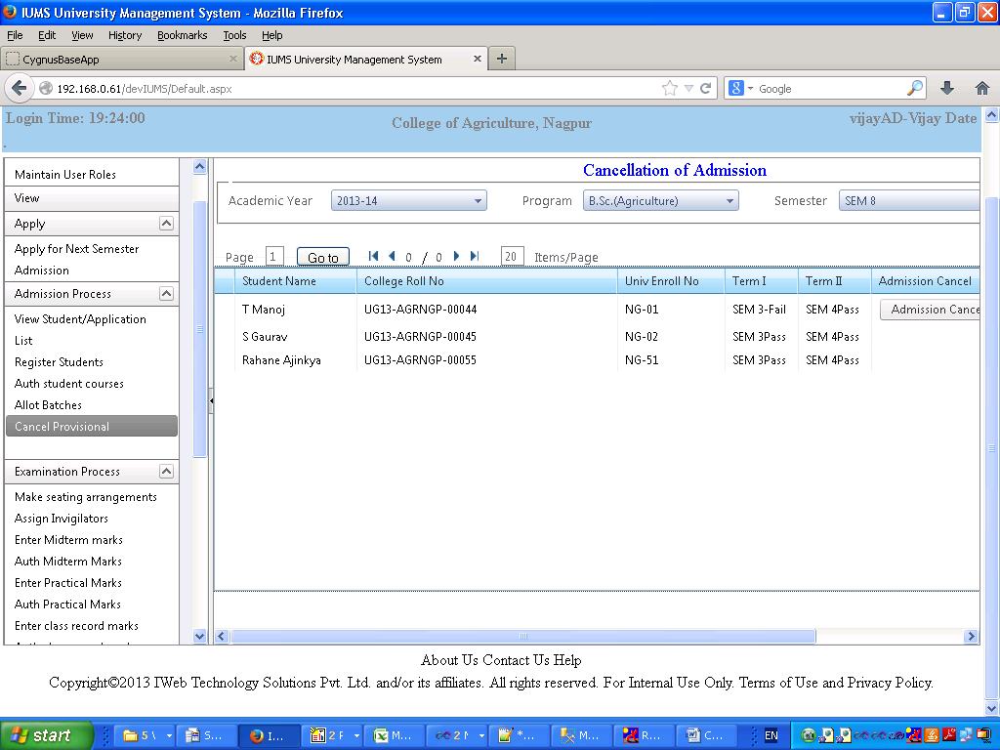 IUMS University Management System - Mozilla Firefox
File Edit View History Bookmarks Tools Help
CygnusBaseApp
IUMS University Management System
192.168.0.61/devIUMS/Default.aspx
Google
Login Time: 19:24:00
College of Agriculture, Nagpur
vijayAD-Vijay Date
.
Maintain User Roles
View
Apply
Apply for Next Semester
Admission
Admission Process
View Student/Application
List
Register Students
Auth student courses
Allot Batches
Cancel Provisional
Examination Process
Make seating arrangements
Assign Invigilators
Enter Midterm marks
Auth Midterm Marks
Enter Practical Marks
Auth Practical Marks
Enter class record marks
Cancellation of Admission
Academic Year 2013-14 Program B.Sc.(Agriculture) Semester SEM 8
Page 1 Go to 0 / 0 20 Items/Page
Student Name College Roll No Univ Enroll No Term I Term II Admission Cancel
T Manoj UG13-AGRNGP-00044 NG-01 SEM 3-Fail SEM 4Pass Admission Cance
S Gaurav UG13-AGRNGP-00045 NG-02 SEM 3Pass SEM 4Pass
Rahane Ajinkya UG13-AGRNGP-00055 NG-51 SEM 3Pass SEM 4Pass
About Us Contact Us Help
Copyright©2013 IWeb Technology Solutions Pvt. Ltd. and/or its affiliates. All rights reserved. For Internal Use Only. Terms of Use and Privacy Policy.
start 5 \ S... I... 2 F M... 2 M *... M... R... C... EN